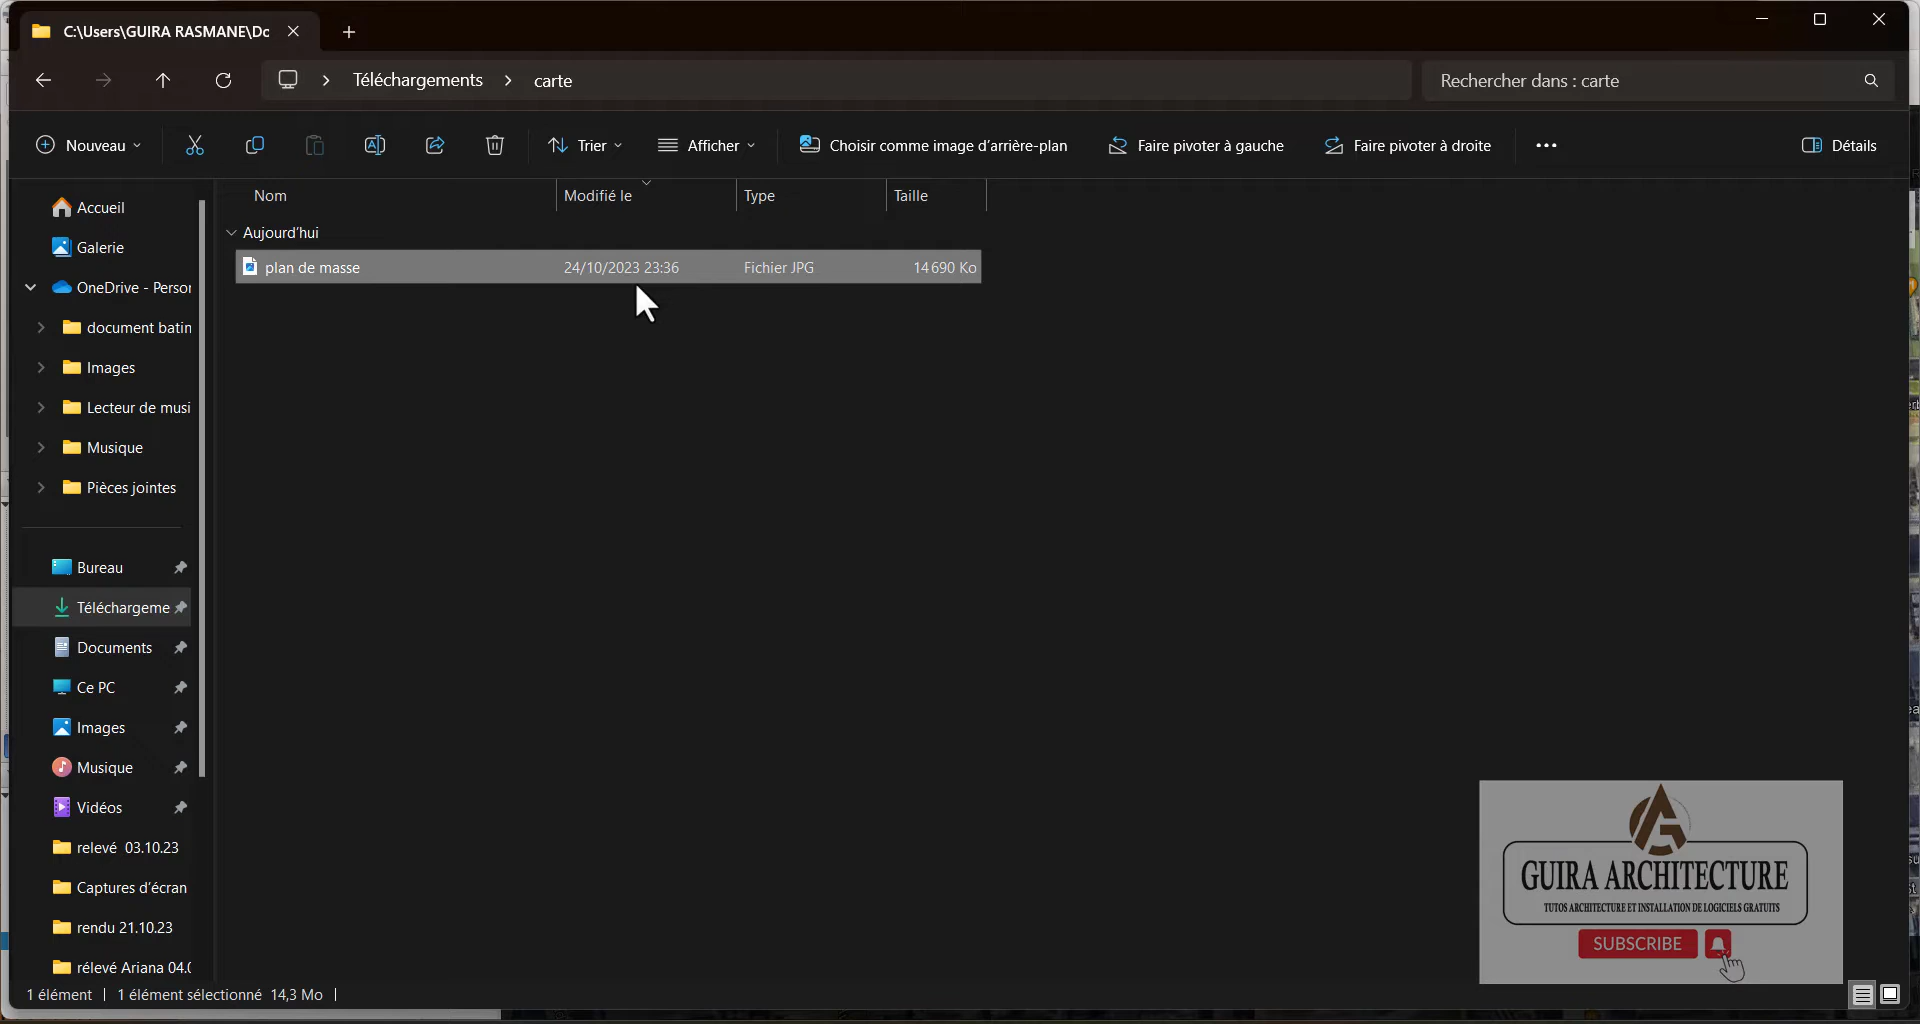 C:\Users\GUIRA RASMANE\Dc
Téléchargements
carte
Rechercher dans : carte
Nouveau
Trier
Afficher
Choisir comme image d'arrière-plan
Faire pivoter à gauche
Faire pivoter à droite
Détails
Nom
Modifié le
Type
Taille
Aujourd'hui
plan de masse
24/10/2023 23:36
Fichier JPG
14 690 Ko
Accueil
Galerie
OneDrive - Person
document batin
Images
Lecteur de musi
Musique
Pièces jointes
Bureau
Téléchargeme
Documents
Ce PC
Images
Musique
Vidéos
relevé 03.10.23
Captures d'écran
rendu 21.10.23
rélevé Ariana 04.0
GUIRA ARCHITECTURE
TUTOS ARCHITECTURE ET INSTALLATION DE LOGICIELS GRATUITS
SUBSCRIBE
1 élément
1 élément sélectionné 14,3 Mo